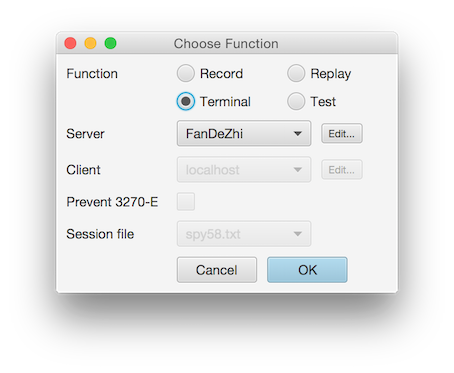 Choose Function
Function Record Replay
Terminal Test
Server FanDeZhi Edit...
Client localhost Edit...
Prevent 3270-E
Session file spy58.txt
Cancel OK